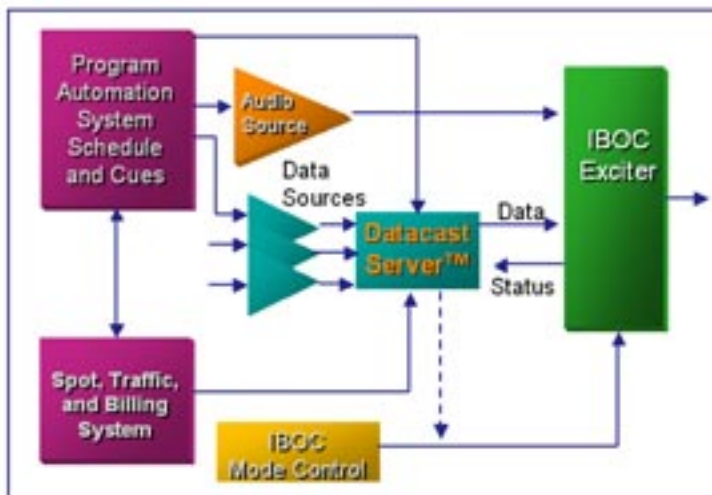 Program
Automation
System
Schedule
and Cues
Audio
Source
Data
Sources
Datacast
Server™
Data
Status
IBOC
Exciter
Spot, Traffic,
and Billing
System
IBOC
Mode Control